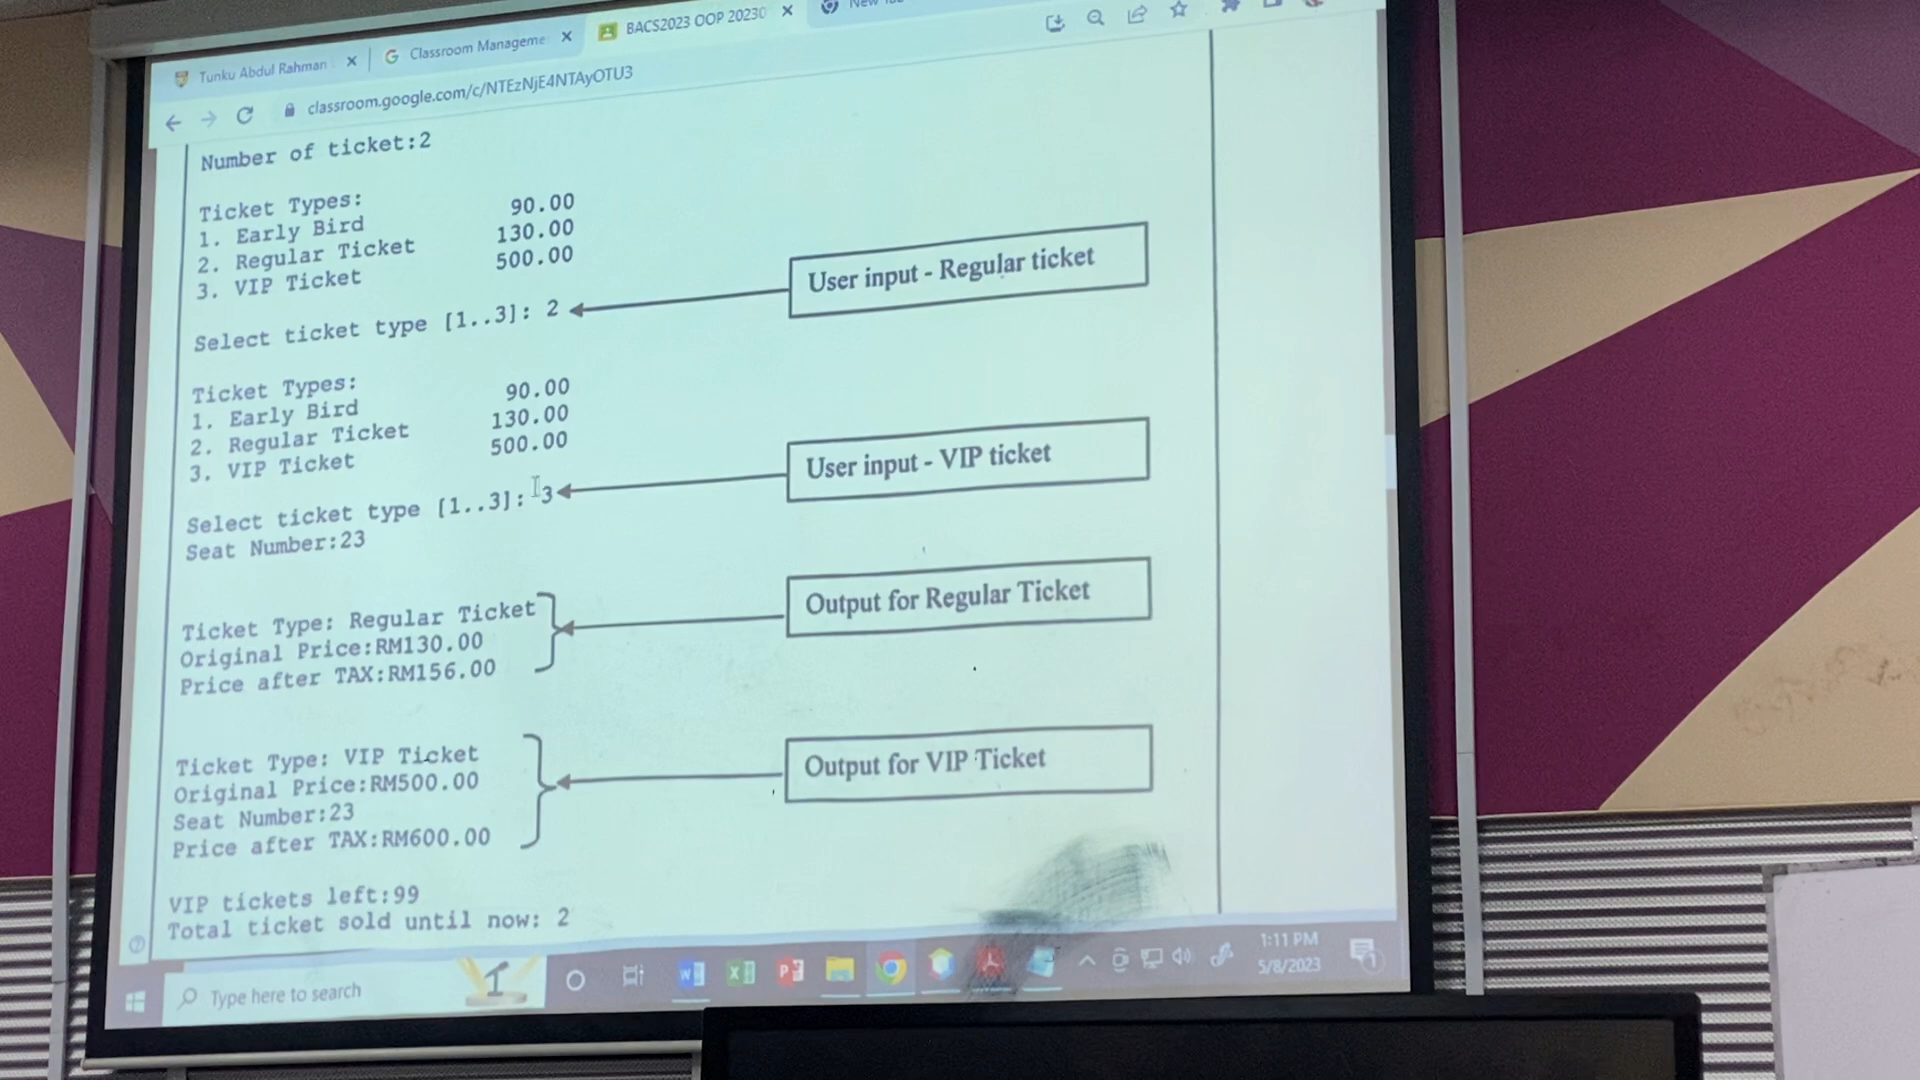 Tunku Abdul Rahman
Classroom Manageme
BACS2023 OOP 20230
classroom.google.com/c/NTEzNjE4NTAyOTU3
Number of ticket:2
Ticket Types:
1. Early Bird 90.00
2. Regular Ticket 130.00
3. VIP Ticket 500.00
Select ticket type [1..3]: 2
User input - Regular ticket
Ticket Types:
1. Early Bird 90.00
2. Regular Ticket 130.00
3. VIP Ticket 500.00
Select ticket type [1..3]: 3
User input - VIP ticket
Seat Number:23
Ticket Type: Regular Ticket
Original Price:RM130.00
Price after TAX:RM156.00
Output for Regular Ticket
Ticket Type: VIP Ticket
Original Price:RM500.00
Seat Number:23
Price after TAX:RM600.00
Output for VIP Ticket
VIP tickets left:99
Total ticket sold until now: 2
Type here to search
1:11 PM
5/8/2023